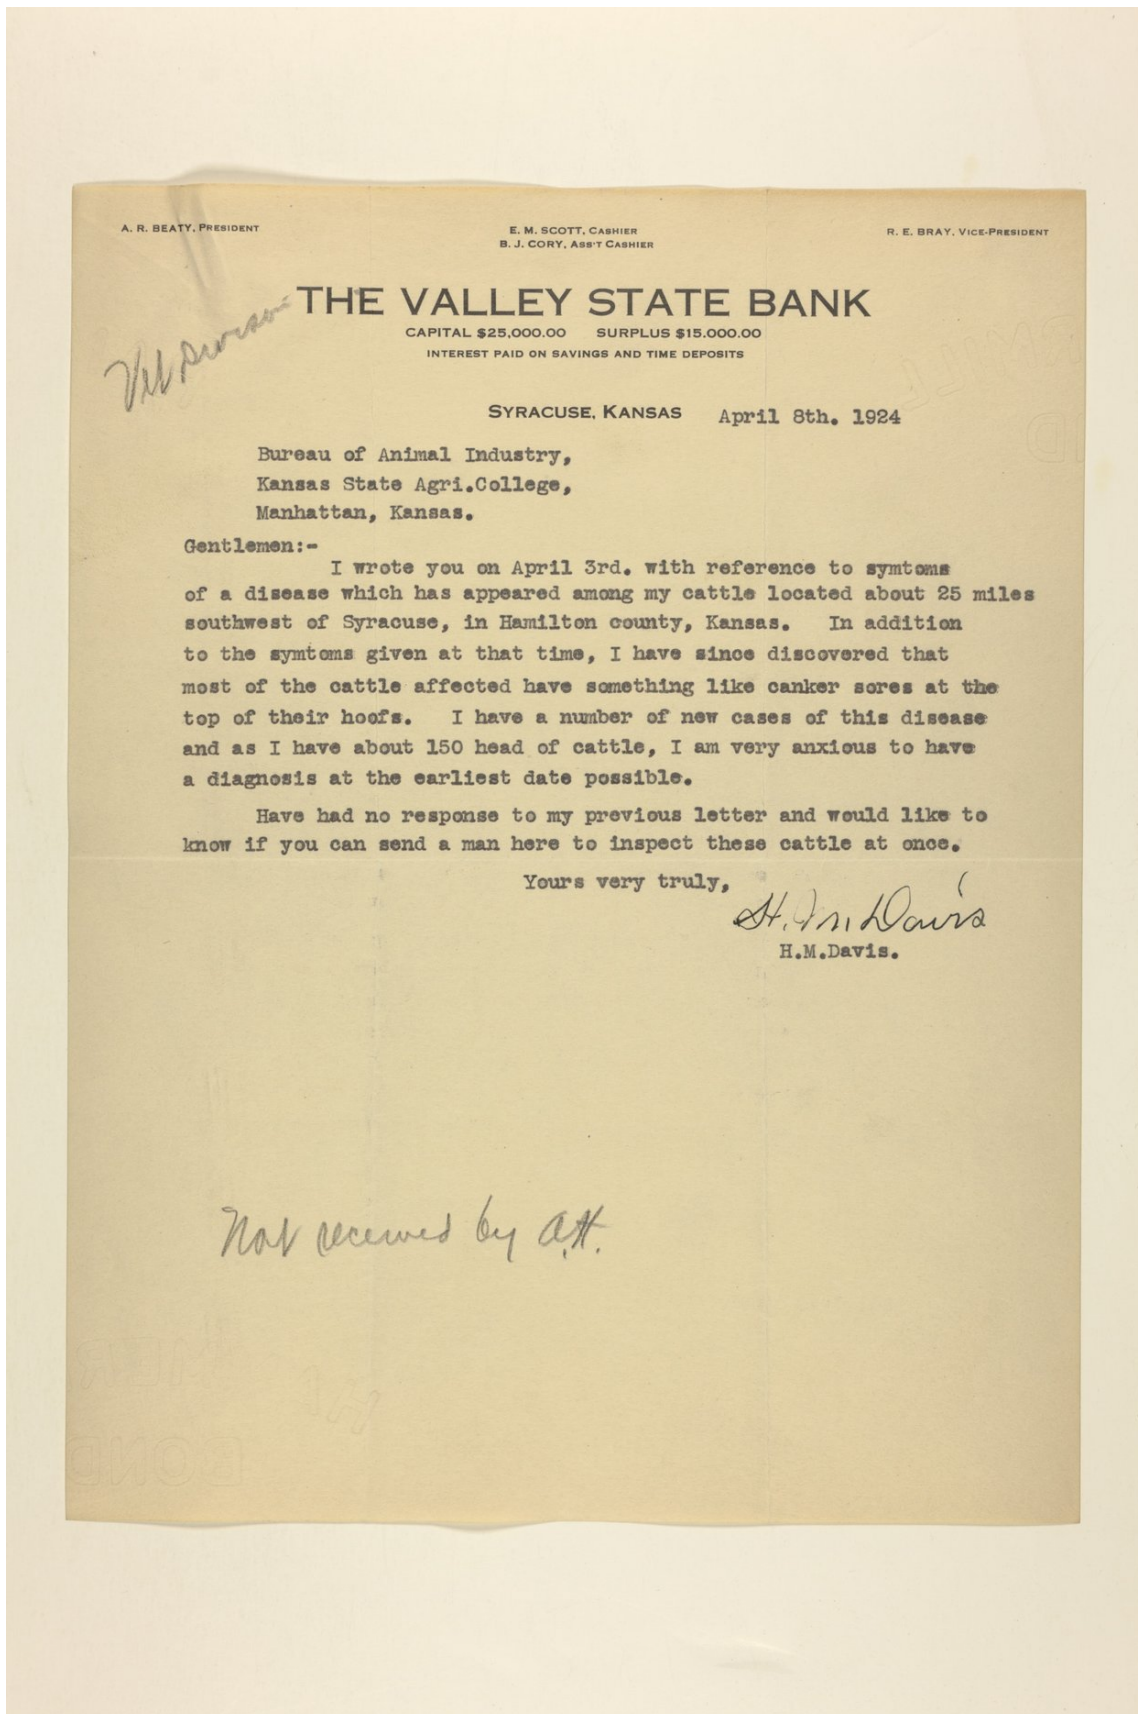 A. R. BEATY, PRESIDENT
E. M. SCOTT, CASHIER
B. J. CORY, ASS'T CASHIER
R. E. BRAY, VICE-PRESIDENT
THE VALLEY STATE BANK
CAPITAL $25,000.00 SURPLUS $15.000.00
INTEREST PAID ON SAVINGS AND TIME DEPOSITS
Vet Division
SYRACUSE, KANSAS April 8th. 1924
Bureau of Animal Industry,
Kansas State Agri.College,
Manhattan, Kansas.
Gentlemen:-
I wrote you on April 3rd. with reference to symtoms
of a disease which has appeared among my cattle located about 25 miles
southwest of Syracuse, in Hamilton county, Kansas. In addition
to the symtoms given at that time, I have since discovered that
most of the cattle affected have something like canker sores at the
top of their hoofs. I have a number of new cases of this disease
and as I have about 150 head of cattle, I am very anxious to have
a diagnosis at the earliest date possible.
Have had no response to my previous letter and would like to
know if you can send a man here to inspect these cattle at once.
Yours very truly,
H. M. Davis
H.M.Davis.
Not received by A.H.
BOND